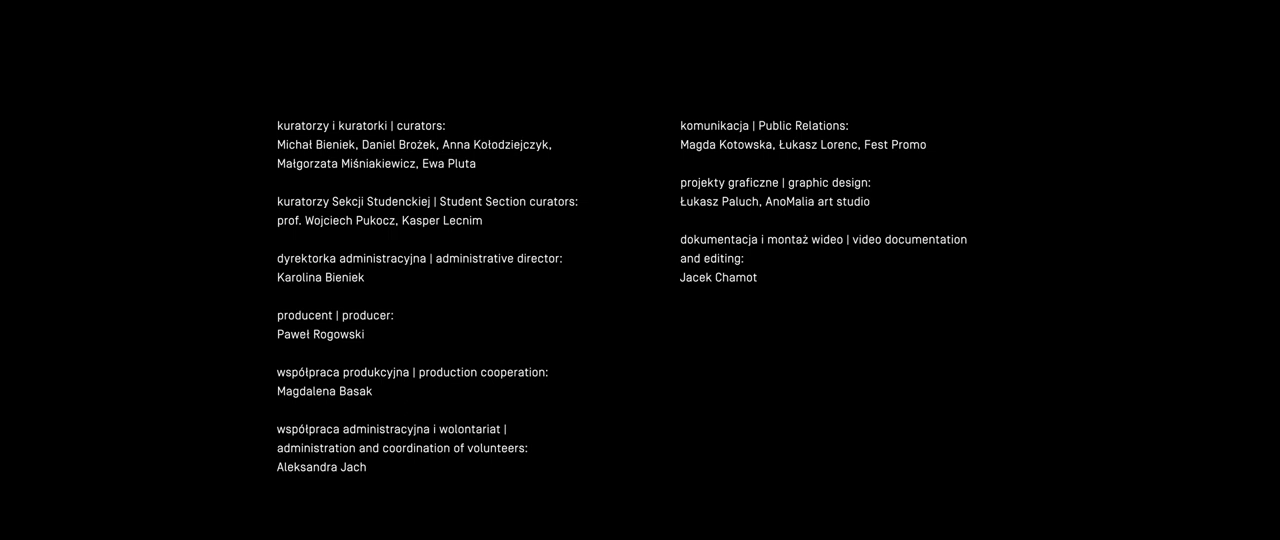 kuratorzy i kuratorki | curators:
Michał Bieniek, Daniel Brożek, Anna Kołodziejczyk,
Małgorzata Miśniakiewicz, Ewa Pluta
kuratorzy Sekcji Studenckiej | Student Section curators:
prof. Wojciech Pukocz, Kasper Lecnim
dyrektorka administracyjna | administrative director:
Karolina Bieniek
producent | producer:
Paweł Rogowski
współpraca produkcyjna | production cooperation:
Magdalena Basak
współpraca administracyjna i wolontariat |
administration and coordination of volunteers:
Aleksandra Jach
komunikacja | Public Relations:
Magda Kotowska, Łukasz Lorenc, Fest Promo
projekty graficzne | graphic design:
Łukasz Paluch, AnoMalia art studio
dokumentacja i montaż wideo | video documentation
and editing:
Jacek Chamot